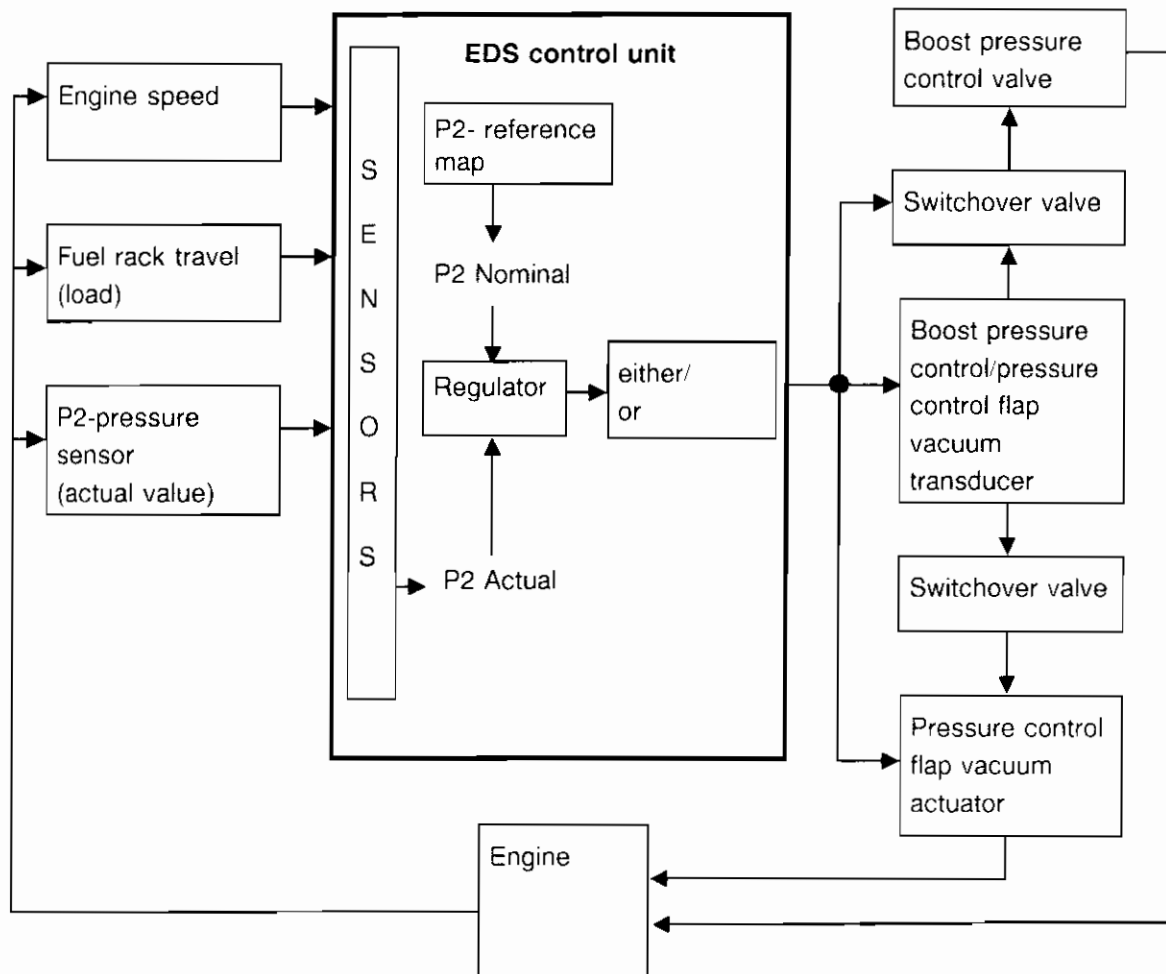 EDS control unit
Engine speed
Fuel rack travel
(load)
P2-pressure
sensor
(actual value)
S
E
N
S
O
R
S
P2- reference
map
P2 Nominal
Regulator
either/
or
P2 Actual
Boost pressure
control valve
Switchover valve
Boost pressure
control/pressure
control flap
vacuum
transducer
Switchover valve
Pressure control
flap vacuum
actuator
Engine